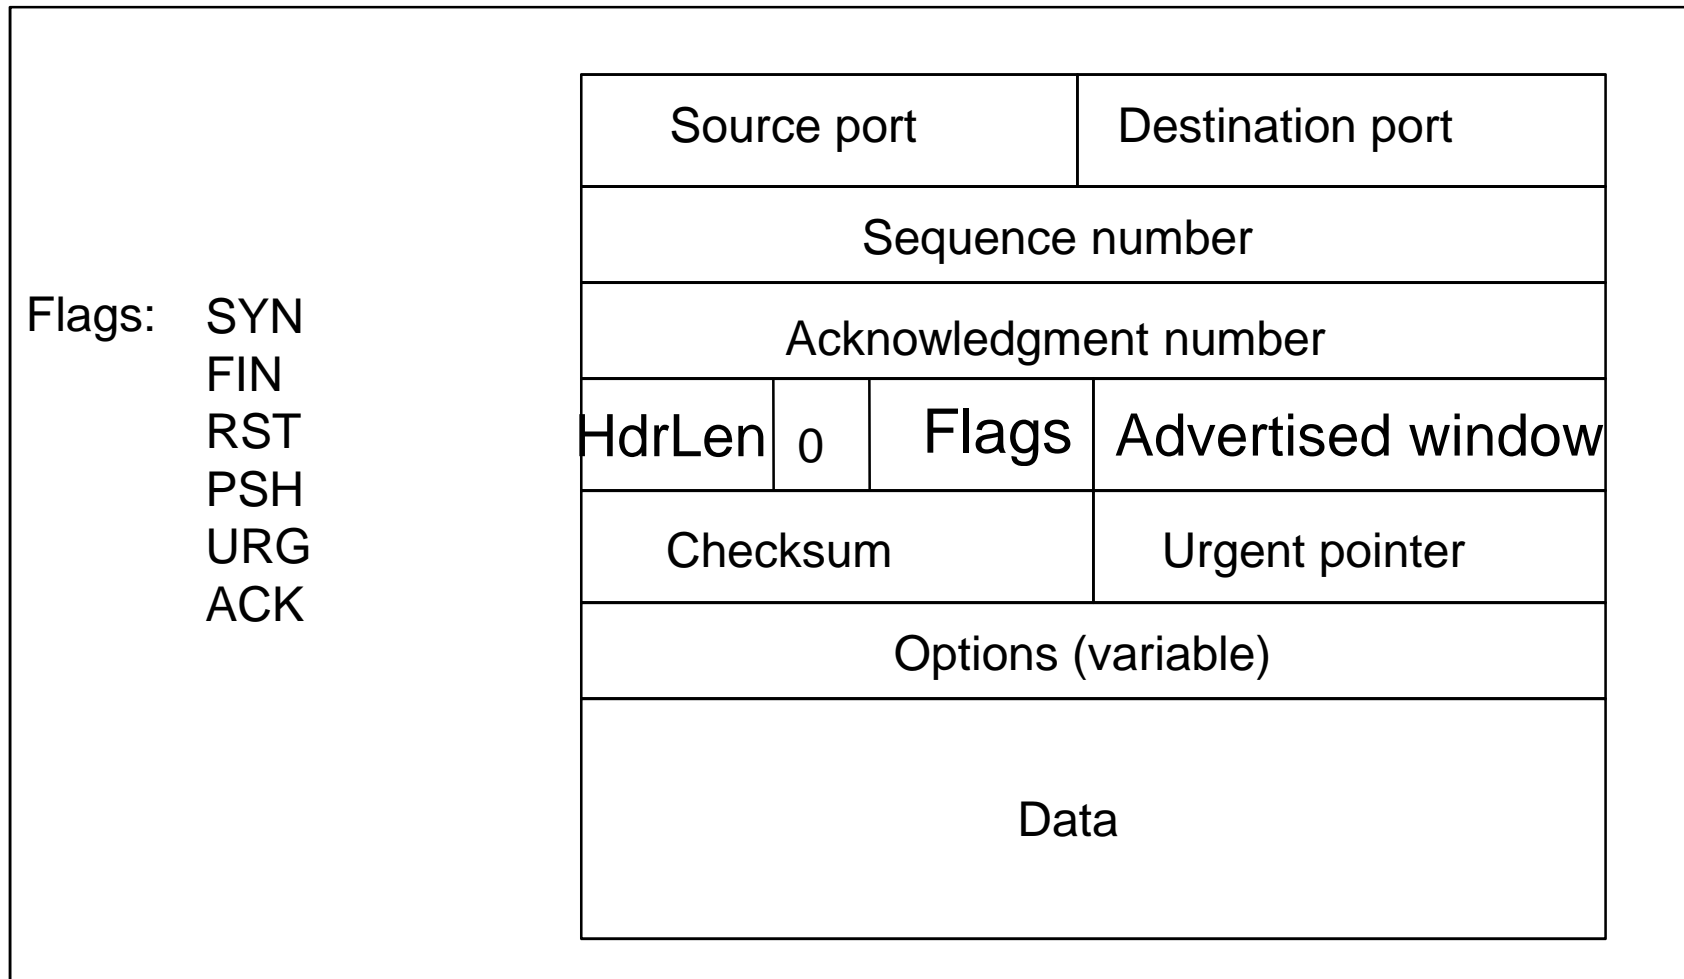 Source port Destination port
Sequence number
Flags: SYN
FIN
RST
PSH
URG
ACK
Acknowledgment number
HdrLen 0 Flags Advertised window
Checksum Urgent pointer
Options (variable)
Data